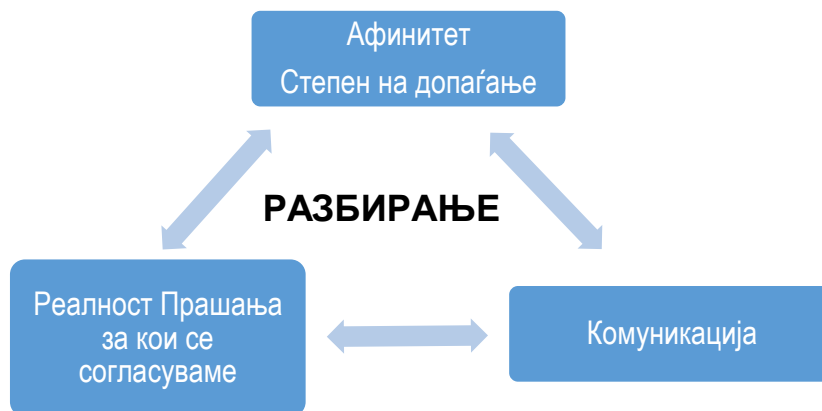 Афинитет
Степен на допаѓање
РАЗБИРАЊЕ
Реалност Прашања
за кои се
согласуваме
Комуникација